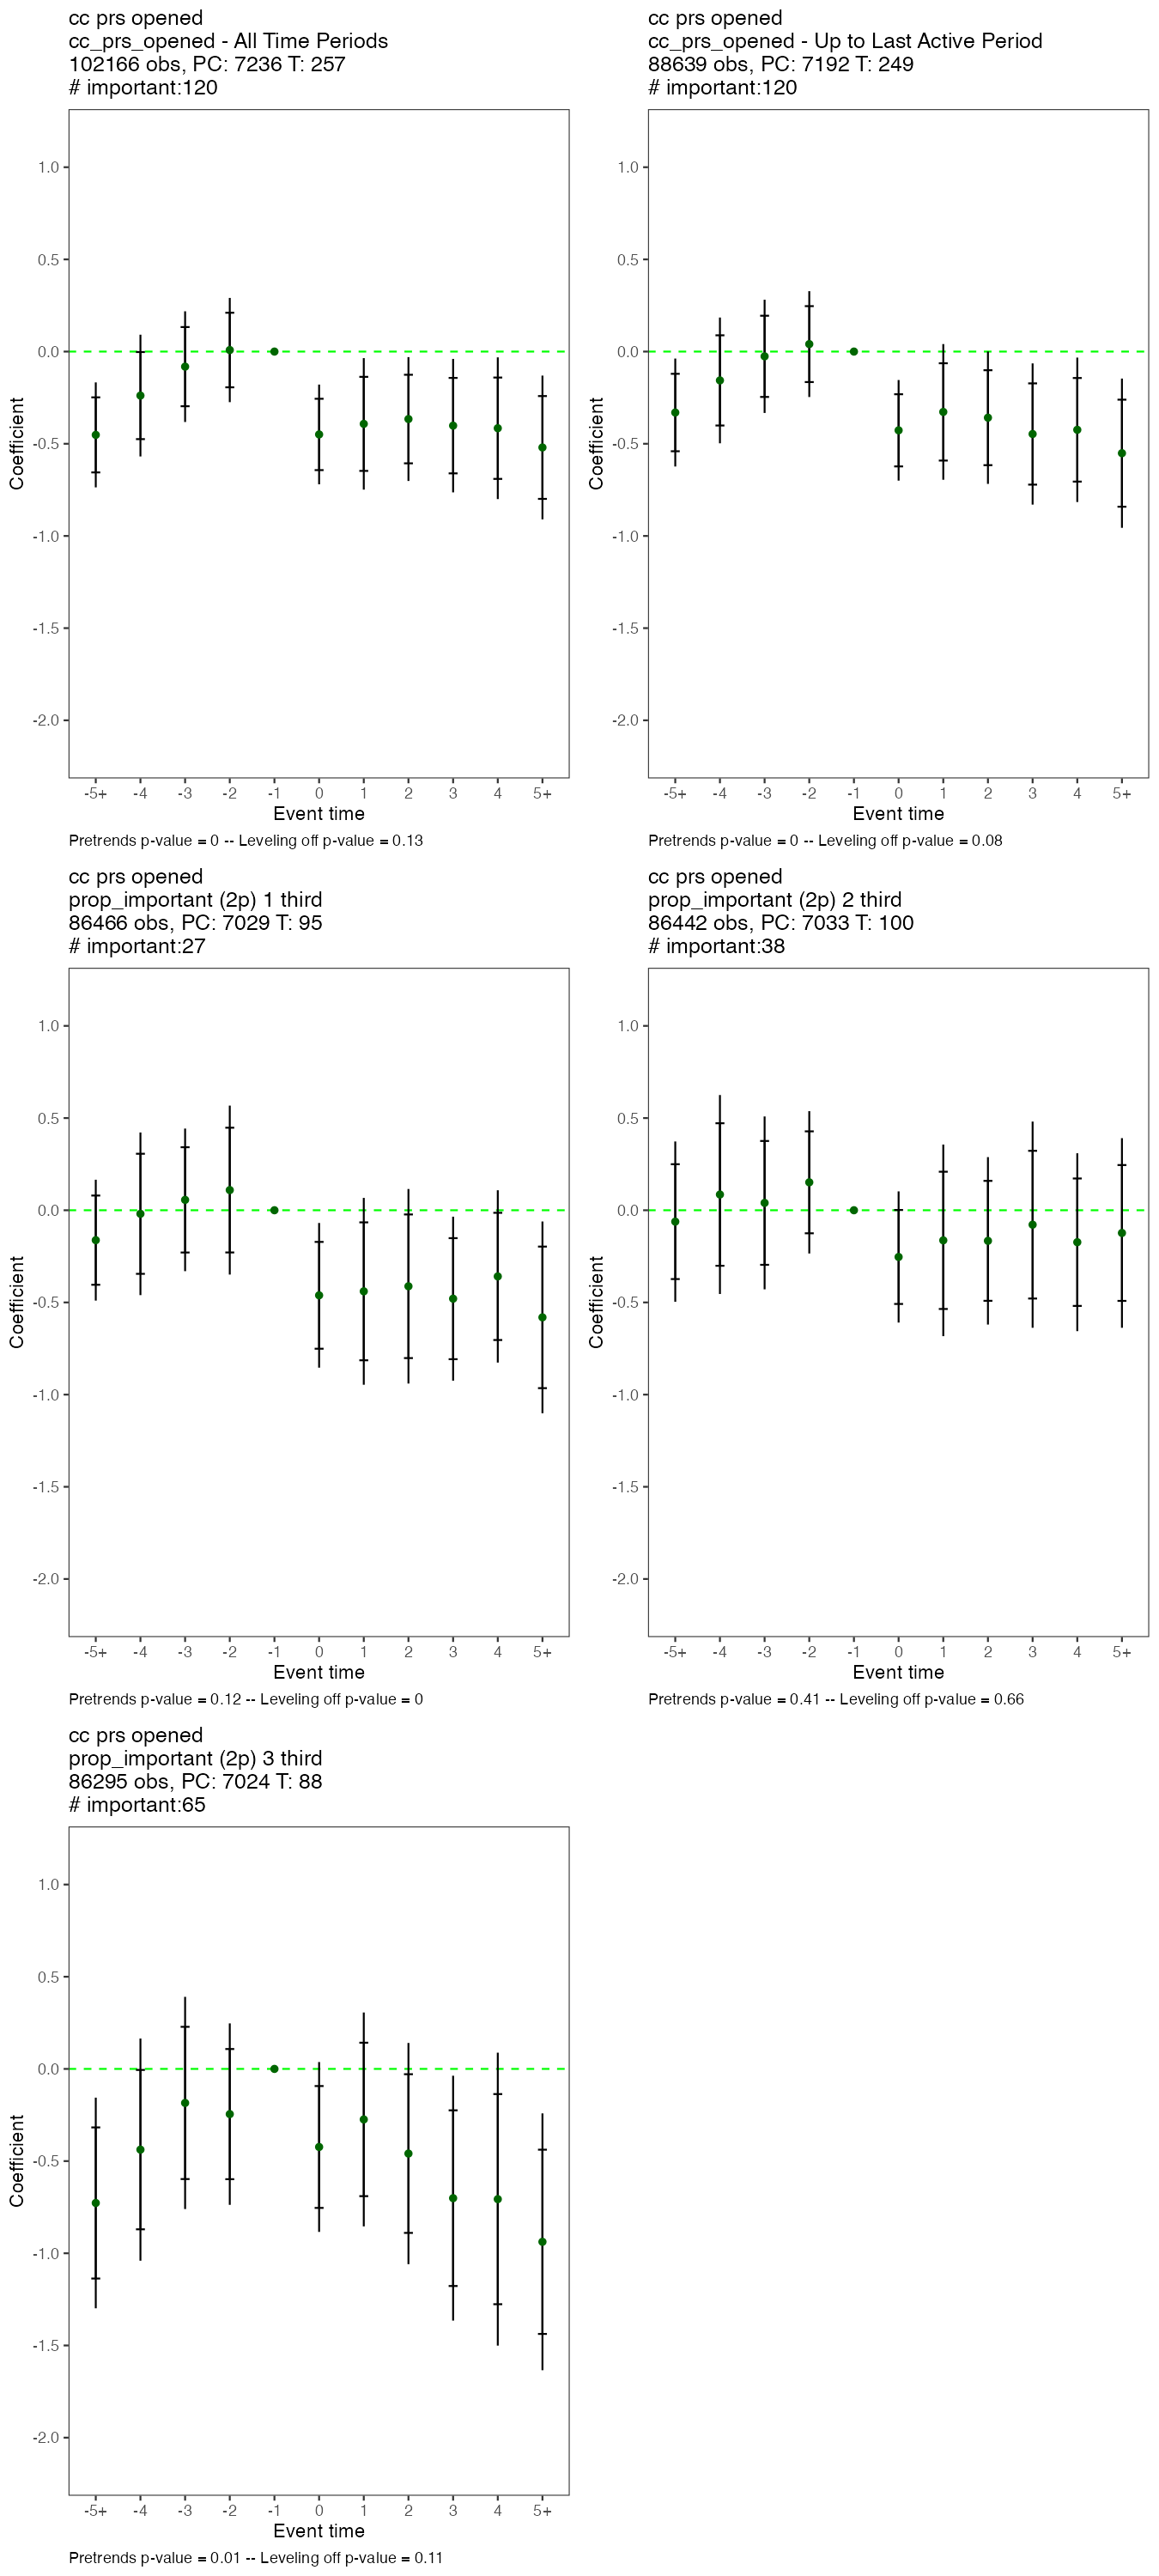 cc prs opened
cc_prs_opened - All Time Periods
102166 obs, PC: 7236 T: 257
# important:120
1.0
0.5
0.0
-0.5
-1.0
-1.5
-2.0
Coefficient
-5+ -4 -3 -2 -1 0 1 2 3 4 5+
Event time
Pretrends p-value = 0 -- Leveling off p-value = 0.13
cc prs opened
cc_prs_opened - Up to Last Active Period
88639 obs, PC: 7192 T: 249
# important:120
1.0
0.5
0.0
-0.5
-1.0
-1.5
-2.0
Coefficient
-5+ -4 -3 -2 -1 0 1 2 3 4 5+
Event time
Pretrends p-value = 0 -- Leveling off p-value = 0.08
cc prs opened
prop_important (2p) 1 third
86466 obs, PC: 7029 T: 95
# important:27
1.0
0.5
0.0
-0.5
-1.0
-1.5
-2.0
Coefficient
-5+ -4 -3 -2 -1 0 1 2 3 4 5+
Event time
Pretrends p-value = 0.12 -- Leveling off p-value = 0
cc prs opened
prop_important (2p) 2 third
86442 obs, PC: 7033 T: 100
# important:38
1.0
0.5
0.0
-0.5
-1.0
-1.5
-2.0
Coefficient
-5+ -4 -3 -2 -1 0 1 2 3 4 5+
Event time
Pretrends p-value = 0.41 -- Leveling off p-value = 0.66
cc prs opened
prop_important (2p) 3 third
86295 obs, PC: 7024 T: 88
# important:65
1.0
0.5
0.0
-0.5
-1.0
-1.5
-2.0
Coefficient
-5+ -4 -3 -2 -1 0 1 2 3 4 5+
Event time
Pretrends p-value = 0.01 -- Leveling off p-value = 0.11